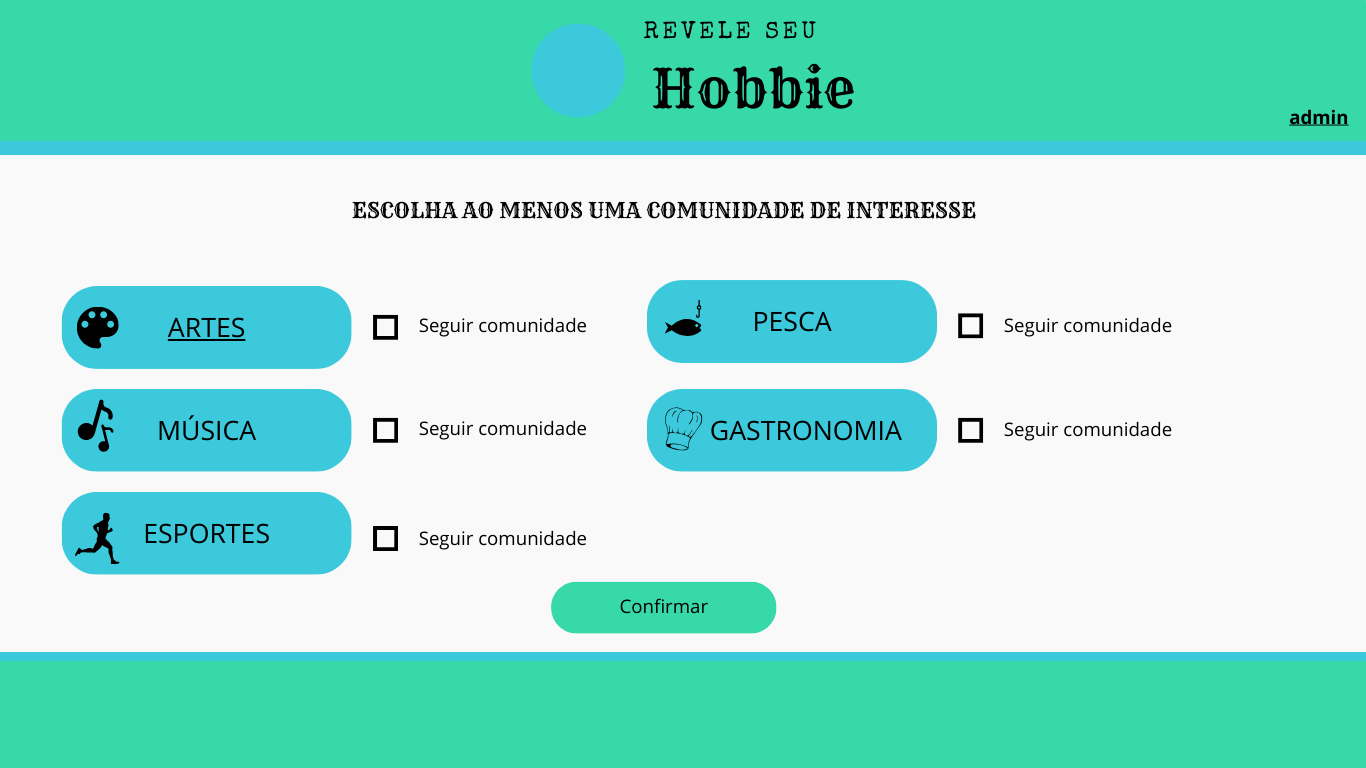 REVELE SEU
Hobbie
admin
ESCOLHA AO MENOS UMA COMUNIDADE DE INTERESSE
ARTES
Seguir comunidade
PESCA
Seguir comunidade
MÚSICA
Seguir comunidade
GASTRONOMIA
Seguir comunidade
ESPORTES
Seguir comunidade
Confirmar